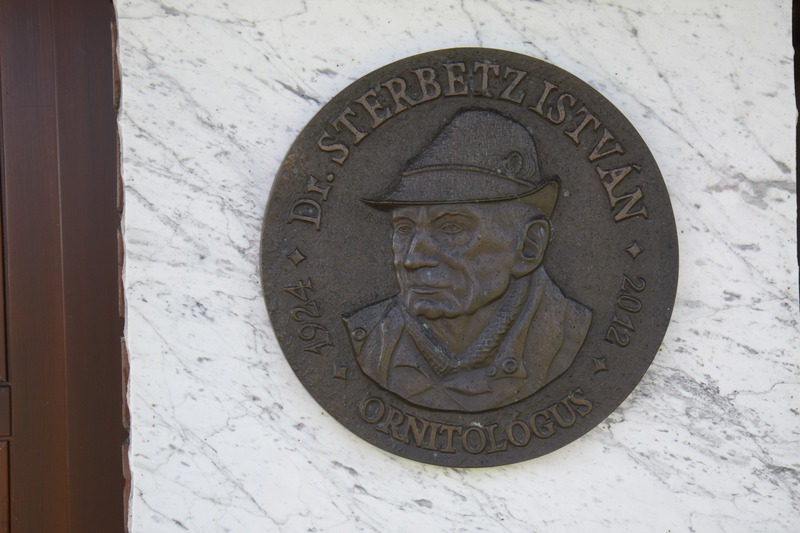 Dr. STERBETZ ISTVÁN
1924
2012
ORNITOLÓGUS